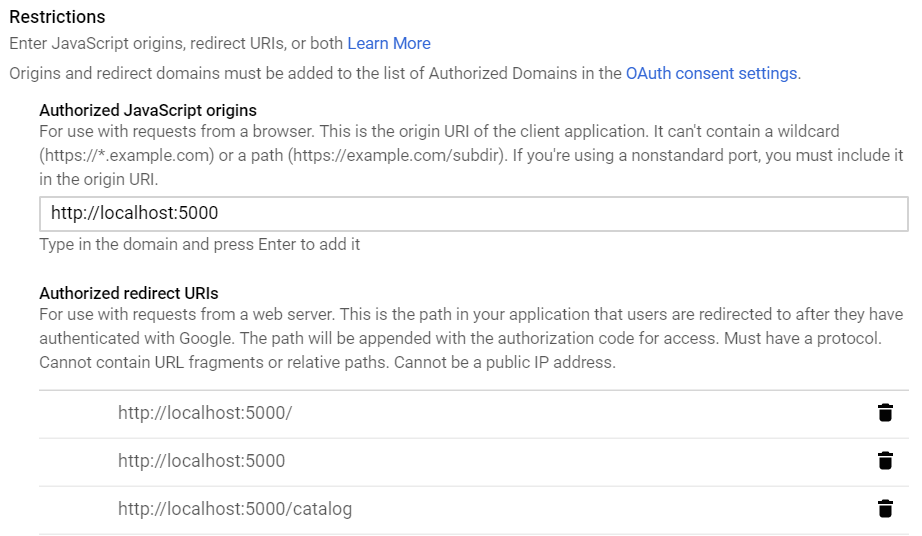 Restrictions
Enter JavaScript origins, redirect URIs, or both Learn More
Origins and redirect domains must be added to the list of Authorized Domains in the OAuth consent settings.
Authorized JavaScript origins
For use with requests from a browser. This is the origin URI of the client application. It can't contain a wildcard
(https://*.example.com) or a path (https://example.com/subdir). If you're using a nonstandard port, you must include it
in the origin URI.
http://localhost:5000
Type in the domain and press Enter to add it
Authorized redirect URIs
For use with requests from a web server. This is the path in your application that users are redirected to after they have
authenticated with Google. The path will be appended with the authorization code for access. Must have a protocol.
Cannot contain URL fragments or relative paths. Cannot be a public IP address.
http://localhost:5000/
http://localhost:5000
http://localhost:5000/catalog